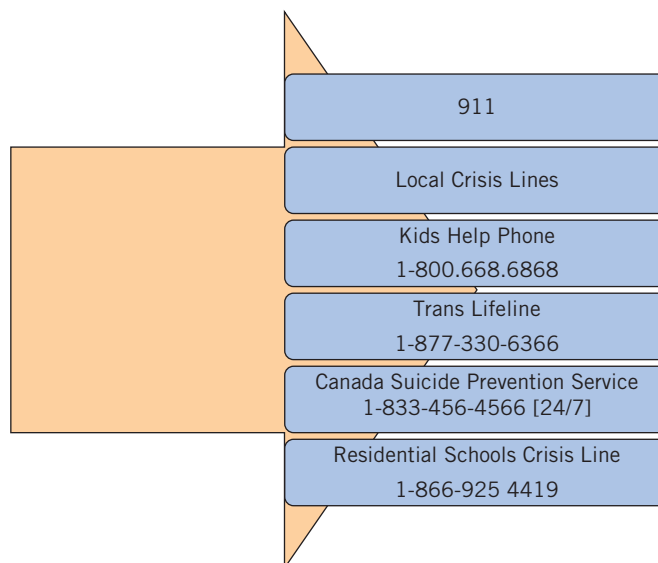 911
Local Crisis Lines
Kids Help Phone
1-800.668.6868
Trans Lifeline
1-877-330-6366
Canada Suicide Prevention Service
1-833-456-4566 [24/7]
Residential Schools Crisis Line
1-866-925 4419